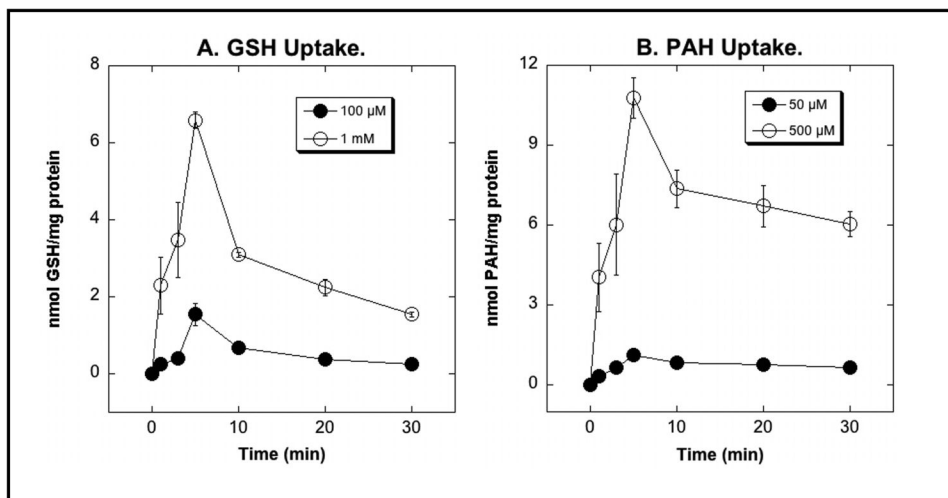 A. GSH Uptake.
8
6
4
2
0
nmol GSH/mg protein
100 µM
1 mM
0
10
20
30
Time (min)
B. PAH Uptake.
12
9
6
3
0
nmol PAH/mg protein
50 µM
500 µM
0
10
20
30
Time (min)